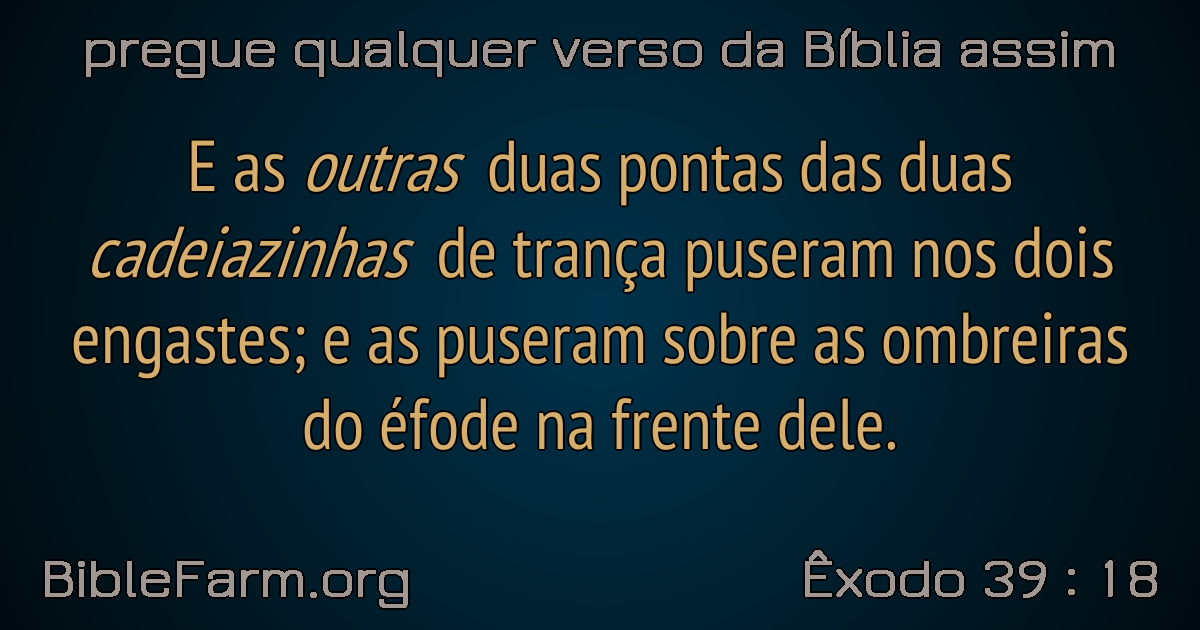 pregue qualquer verso da Bíblia assim
E as outras duas pontas das duas
cadeiazinhas de trança puseram nos dois
engastes; e as puseram sobre as ombreiras
do éfode na frente dele.
BibleFarm.org
Êxodo 39 : 18